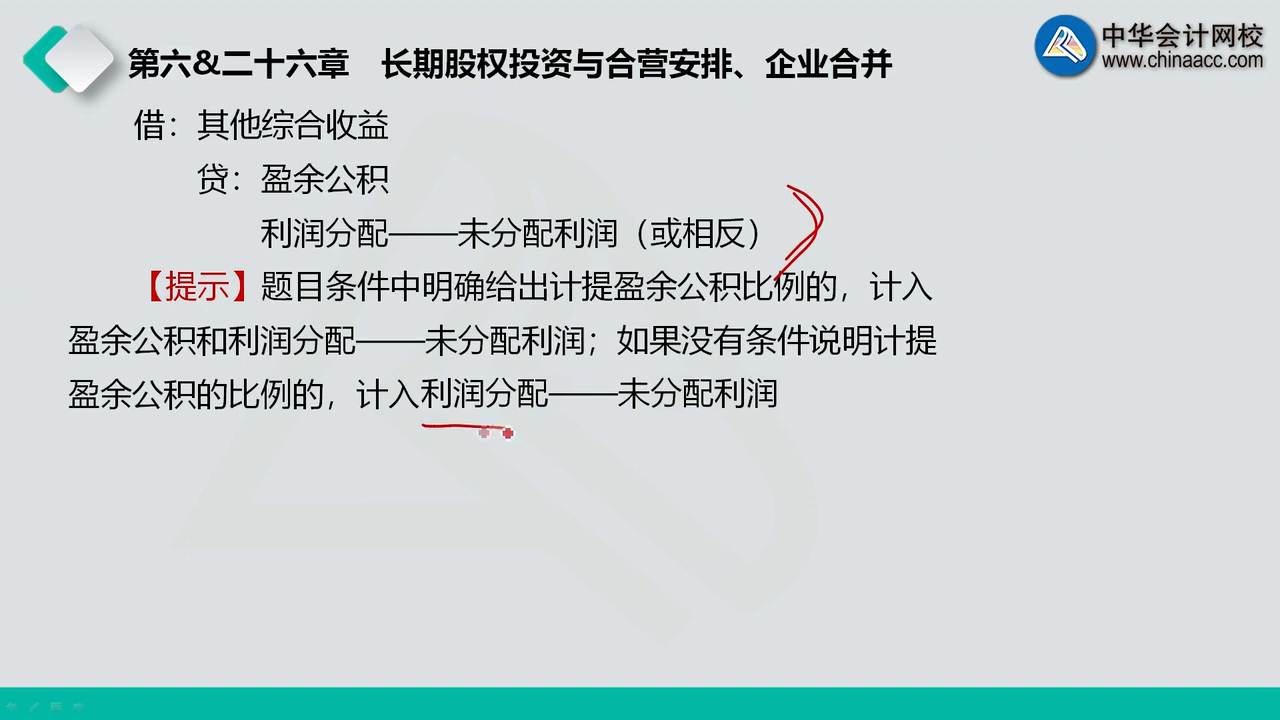 第六&二十六章 长期股权投资与合营安排、企业合并
中华会计网校
www.chinaacc.com
借：其他综合收益
贷：盈余公积
利润分配——未分配利润（或相反）
【提示】题目条件中明确给出计提盈余公积比例的，计入
盈余公积和利润分配——未分配利润；如果没有条件说明计提
盈余公积的比例的，计入利润分配——未分配利润